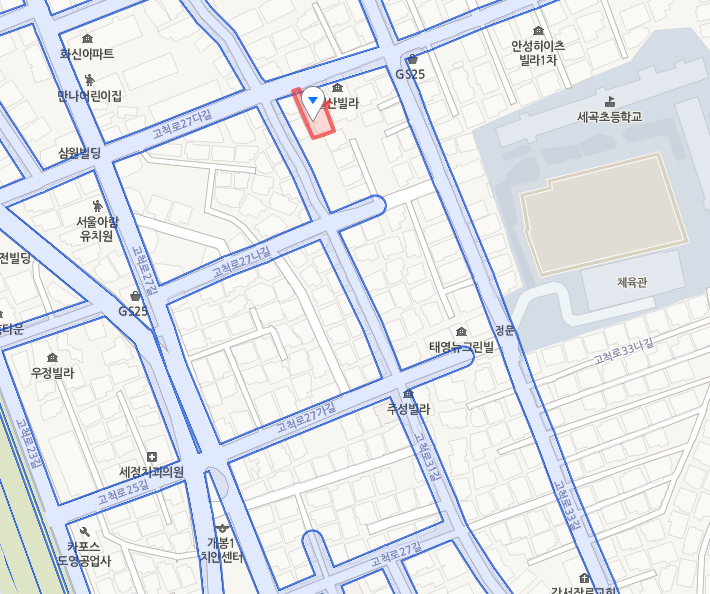 화신아파트
만나어린이집
GS25
안성하이츠
빌라1차
세곡초등학교
산빌라
고척로27다길
삼원빌딩
서울아람
유치원
전빌딩
고척로27길
고척로27나길
체육관
GS25
타운
우정빌라
태영뉴그린빌
정문
고척로33나길
주성빌라
고척로27가길
고척로23길
고척로31길
세정치과의원
고척로25길
고척로33길
카포스
도영공업사
개봉1
치안센터
고척로27길
강서장로교회